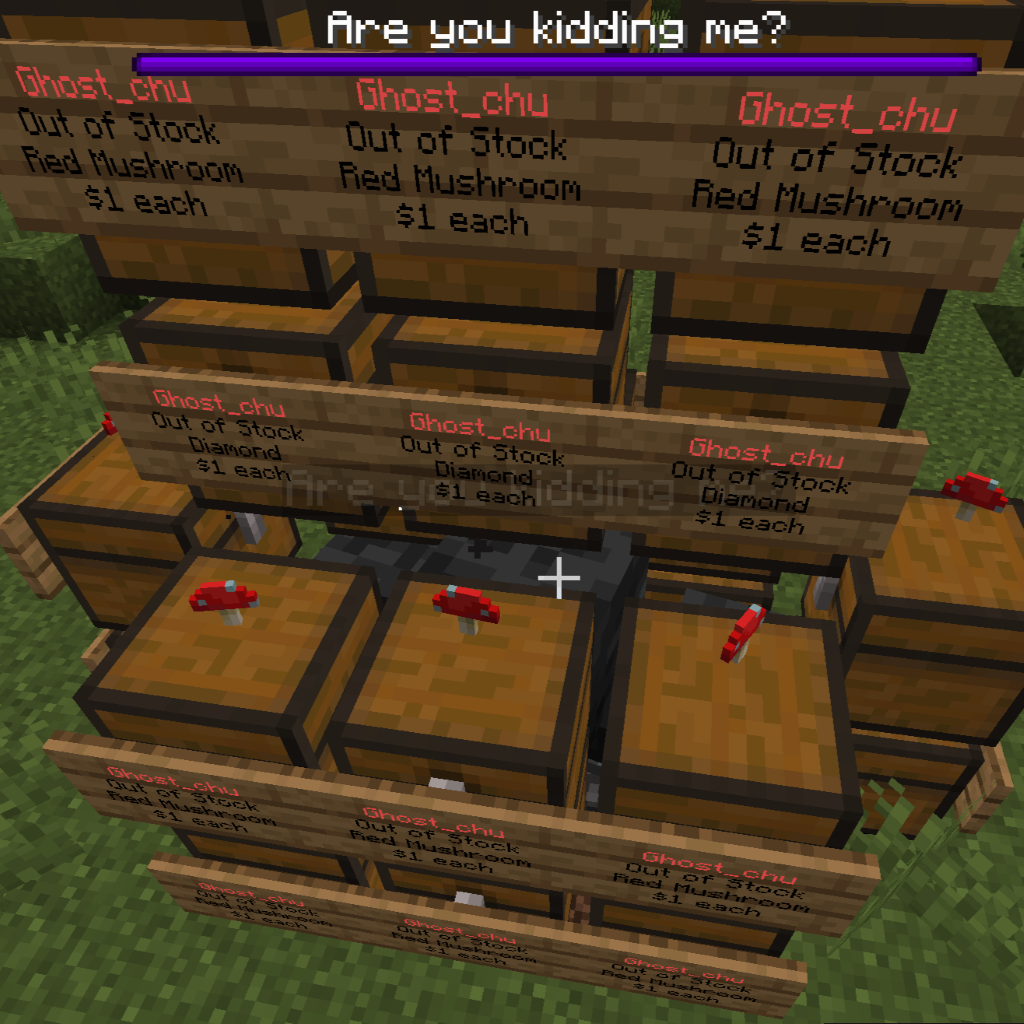 Are you kidding me?
Ghost_chu
Out of Stock
Red Mushroom
$1 each
Ghost_chu
Out of Stock
Red Mushroom
$1 each
Ghost_chu
Out of Stock
Red Mushroom
$1 each
Ghost_chu
Out of Stock
Diamond
$1 each
Ghost_chu
Out of Stock
Diamond
$1 each
Ghost_chu
Out of Stock
Diamond
$1 each
Are you kidding me?
Ghost_chu
Out of Stock
Red Mushroom
$1 each
Ghost_chu
Out of Stock
Red Mushroom
$1 each
Ghost_chu
Out of Stock
Red Mushroom
$1 each
Ghost_chu
Out of Stock
Red Mushroom
$1 each
Ghost_chu
Out of Stock
Red Mushroom
$1 each
Ghost_chu
Out of Stock
Red Mushroom
$1 each